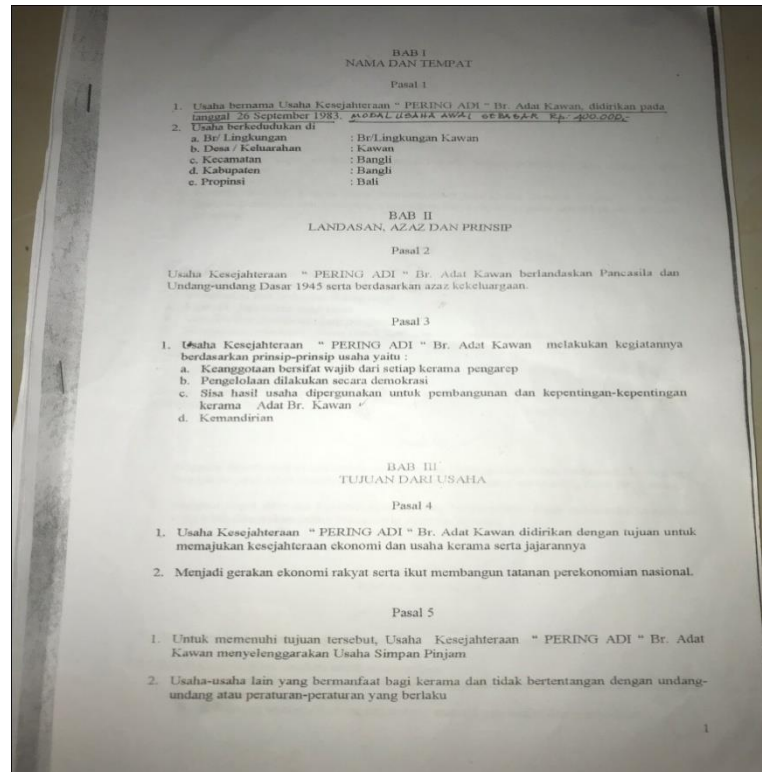 BAB I
NAMA DAN TEMPAT
Pasal 1
1. Usaha bernama Usaha Kesejahteraan “ PERING ADI “ Br. Adat Kawan, didirikan pada
tanggal 26 September 1983. MODAL USAHA AWAL SEBESAR Rp. 400.000,-
2. Usaha berkedudukan di
a. Br/ Lingkungan : Br/Lingkungan Kawan
b. Desa / Keluarahan : Kawan
c. Kecamatan : Bangli
d. Kabupaten : Bangli
e. Propinsi : Bali
BAB II
LANDASAN, AZAZ DAN PRINSIP
Pasal 2
Usaha Kesejahteraan “ PERING ADI “ Br. Adat Kawan berlandaskan Pancasila dan
Undang-undang Dasar 1945 serta berdasarkan azaz kekeluargaan.
Pasal 3
1. Usaha Kesejahteraan “ PERING ADI “ Br. Adat Kawan melakukan kegiatannya
berdasarkan prinsip-prinsip usaha yaitu :
a. Keanggotaan bersifat wajib dari setiap kerama pengarep
b. Pengelolaan dilakukan secara demokrasi
c. Sisa hasil usaha dipergunakan untuk pembangunan dan kepentingan-kepentingan
kerama Adat Br. Kawan
d. Kemandirian
BAB III
TUJUAN DARI USAHA
Pasal 4
1. Usaha Kesejahteraan “ PERING ADI “ Br. Adat Kawan didirikan dengan tujuan untuk
memajukan kesejahteraan ekonomi dan usaha kerama serta jajarannya
2. Menjadi gerakan ekonomi rakyat serta ikut membangun tatanan perekonomian nasional.
Pasal 5
1. Untuk memenuhi tujuan tersebut, Usaha Kesejahteraan “ PERING ADI “ Br. Adat
Kawan menyelenggarakan Usaha Simpan Pinjam
2. Usaha-usaha lain yang bermanfaat bagi kerama dan tidak bertentangan dengan undang-
undang atau peraturan-peraturan yang berlaku
1